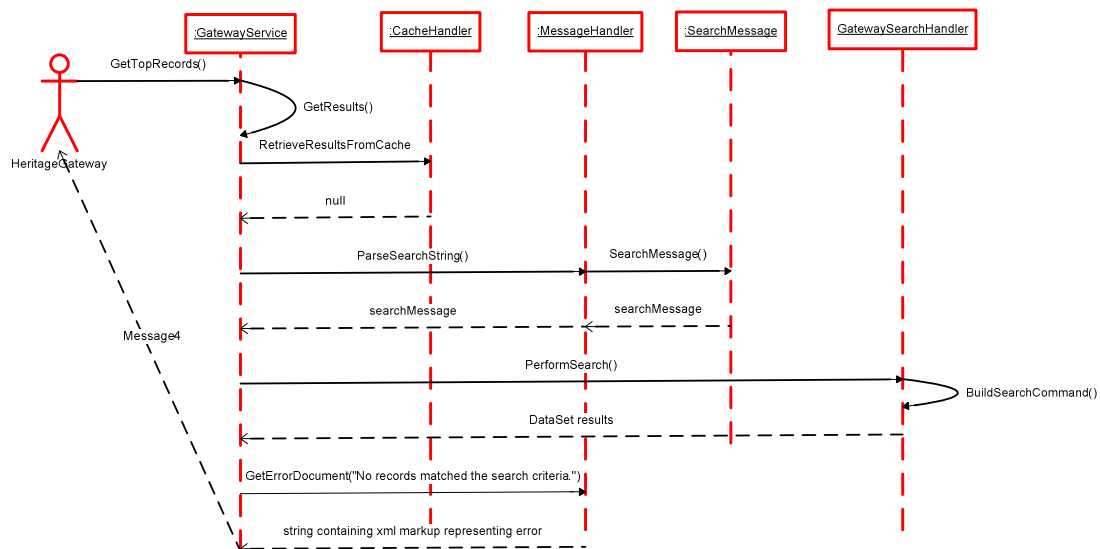 :GatewayService
:CacheHandler
:MessageHandler
:SearchMessage
GatewaySearchHandler
GetTopRecords()
GetResults()
RetrieveResultsFromCache
HeritageGateway
null
ParseSearchString()
SearchMessage()
searchMessage
searchMessage
Message4
PerformSearch()
BuildSearchCommand()
DataSet results
GetErrorDocument("No records matched the search criteria.")
string containing xml markup representing error